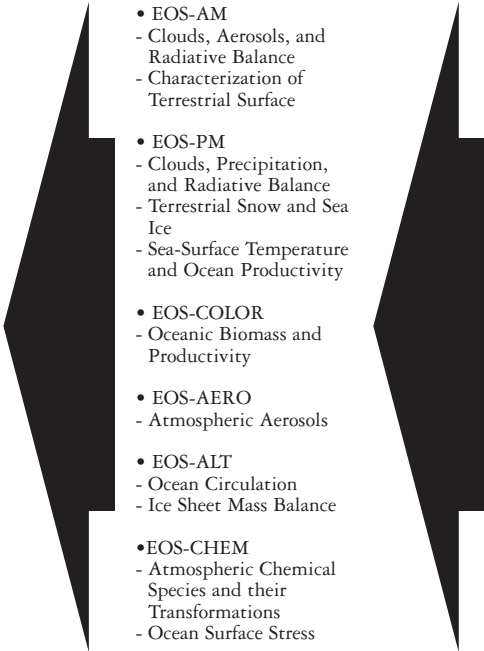 • EOS-AM
- Clouds, Aerosols, and
Radiative Balance
- Characterization of
Terrestrial Surface
• EOS-PM
- Clouds, Precipitation,
and Radiative Balance
- Terrestrial Snow and Sea
Ice
- Sea-Surface Temperature
and Ocean Productivity
• EOS-COLOR
- Oceanic Biomass and
Productivity
• EOS-AERO
- Atmospheric Aerosols
• EOS-ALT
- Ocean Circulation
- Ice Sheet Mass Balance
•EOS-CHEM
- Atmospheric Chemical
Species and their
Transformations
- Ocean Surface Stress